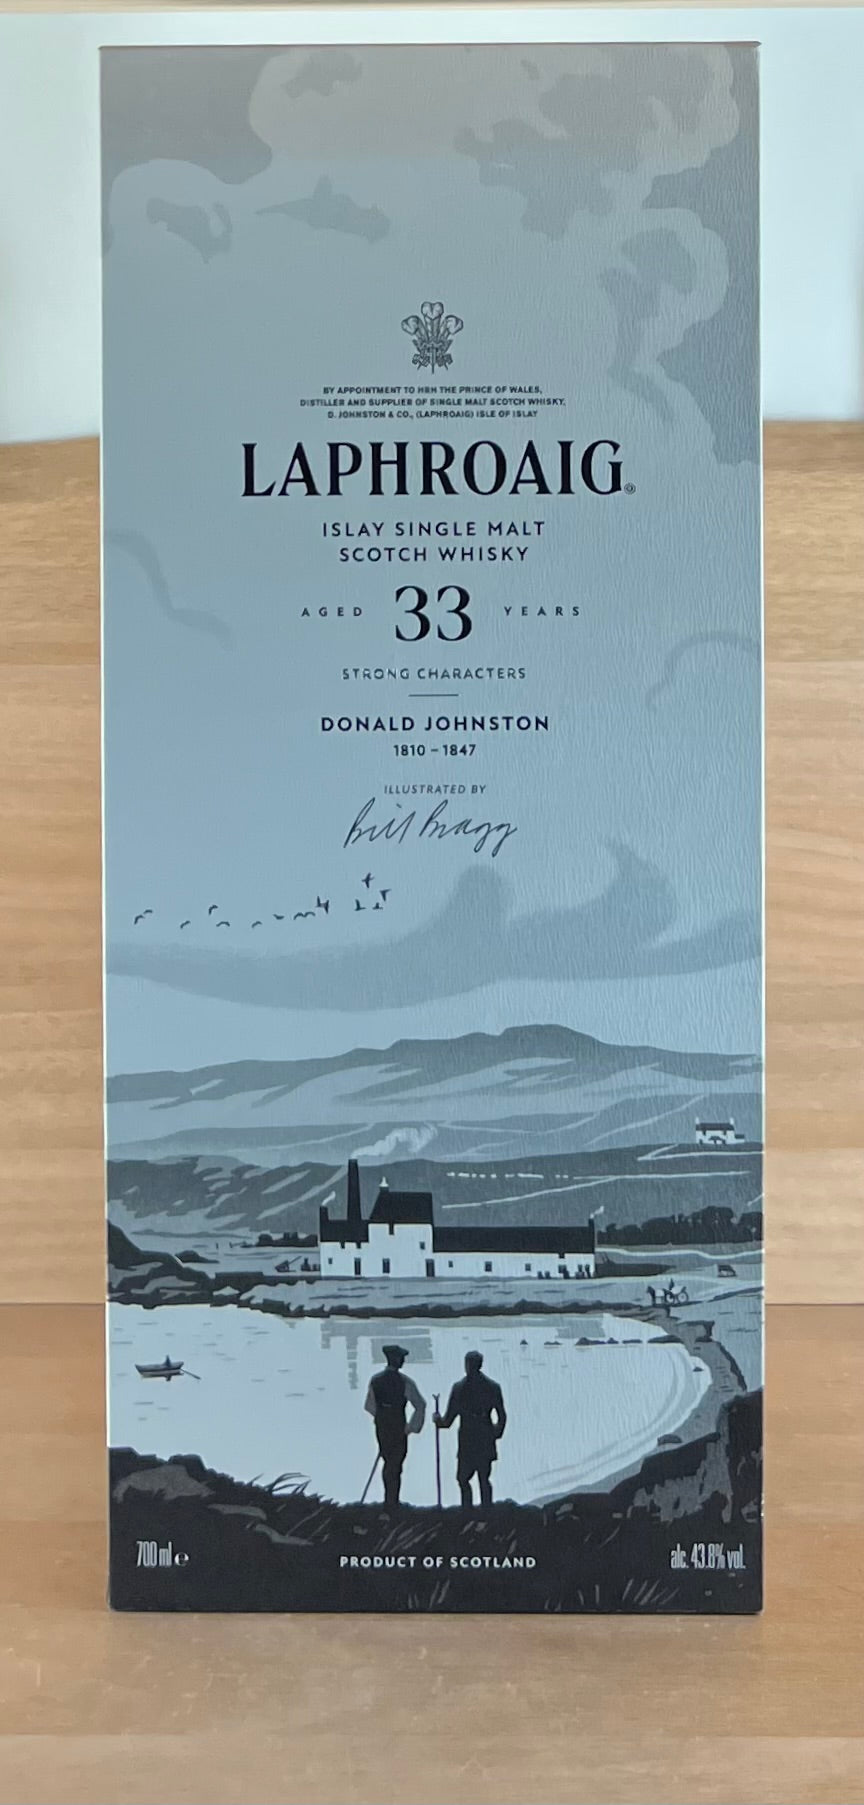 BY APPOINTMENT TO HRH THE PRINCE OF WALES,
DISTILLER AND SUPPLIER OF SINGLE MALT SCOTCH WHISKY,
D. JOHNSTON & CO., (LAPHROAIG) ISLE OF ISLAY
LAPHROAIG®
ISLAY SINGLE MALT
SCOTCH WHISKY
AGED 33 YEARS
STRONG CHARACTERS
DONALD JOHNSTON
1810 – 1847
ILLUSTRATED BY
Bill Bragg
700 ml ℮ PRODUCT OF SCOTLAND alc. 43.8% vol.